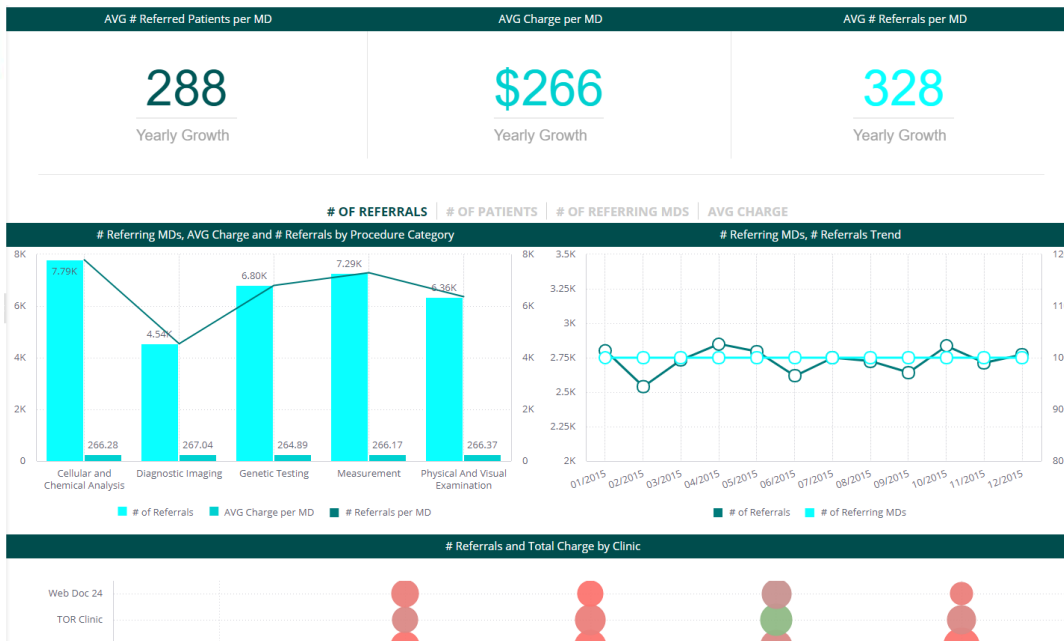 AVG # Referred Patients per MD
AVG Charge per MD
AVG # Referrals per MD
288
$266
328
Yearly Growth
Yearly Growth
Yearly Growth
# OF REFERRALS
# OF PATIENTS
# OF REFERRING MDS
AVG CHARGE
# Referring MDs, AVG Charge and # Referrals by Procedure Category
8K
6K
4K
2K
0
7.79K
4.54K
6.80K
7.29K
6.36K
266.28
267.04
264.89
266.17
266.37
8K
6K
4K
2K
0
Cellular and
Chemical Analysis
Diagnostic Imaging
Genetic Testing
Measurement
Physical And Visual
Examination
# of Referrals
AVG Charge per MD
# Referrals per MD
# Referring MDs, # Referrals Trend
3.5K
3.25K
3K
2.75K
2.5K
2.25K
2K
12
11
10
90
80
01/2015
02/2015
03/2015
04/2015
05/2015
06/2015
07/2015
08/2015
09/2015
10/2015
11/2015
12/2015
# of Referrals
# of Referring MDs
# Referrals and Total Charge by Clinic
Web Doc 24
TOR Clinic